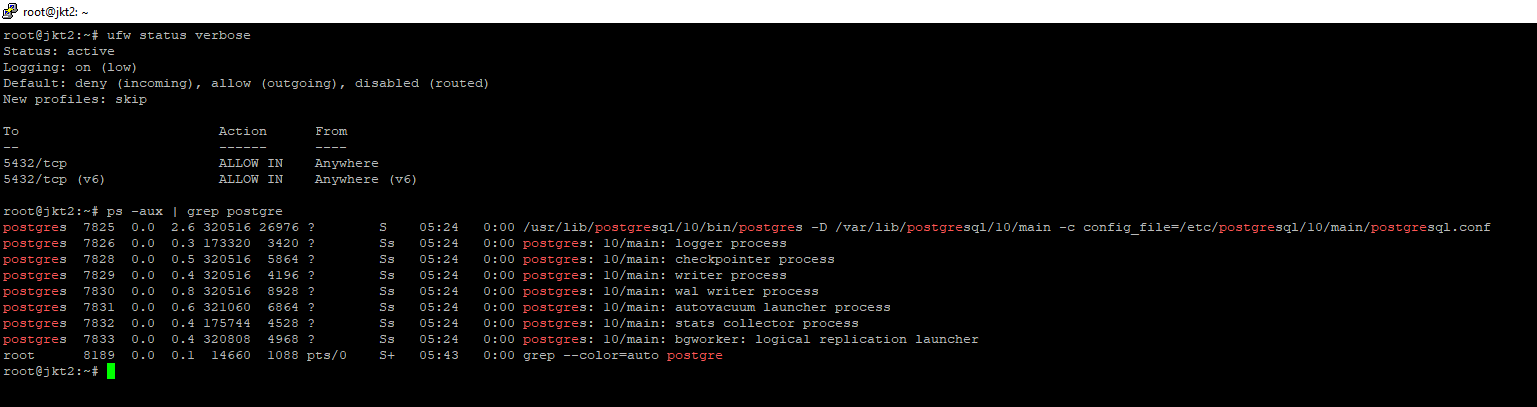 root@jkt2: ~
root@jkt2:~# ufw status verbose
Status: active
Logging: on (low)
Default: deny (incoming), allow (outgoing), disabled (routed)
New profiles: skip
To                         Action      From
--                         ------      ----
5432/tcp                   ALLOW IN    Anywhere
5432/tcp (v6)              ALLOW IN    Anywhere (v6)
root@jkt2:~# ps -aux | grep postgre
postgres  7825  0.0  2.6 320516 26976 ?        S    05:24   0:00 /usr/lib/postgresql/10/bin/postgres -D /var/lib/postgresql/10/main -c config_file=/etc/postgresql/10/main/postgresql.conf
postgres  7826  0.0  0.3 173320  3420 ?        Ss   05:24   0:00 postgres: 10/main: logger process
postgres  7828  0.0  0.5 320516  5864 ?        Ss   05:24   0:00 postgres: 10/main: checkpointer process
postgres  7829  0.0  0.4 320516  4196 ?        Ss   05:24   0:00 postgres: 10/main: writer process
postgres  7830  0.0  0.8 320516  8928 ?        Ss   05:24   0:00 postgres: 10/main: wal writer process
postgres  7831  0.0  0.6 321060  6864 ?        Ss   05:24   0:00 postgres: 10/main: autovacuum launcher process
postgres  7832  0.0  0.4 175744  4528 ?        Ss   05:24   0:00 postgres: 10/main: stats collector process
postgres  7833  0.0  0.4 320808  4968 ?        Ss   05:24   0:00 postgres: 10/main: bgworker: logical replication launcher
root      8189  0.0  0.1  14660  1088 pts/0    S+   05:43   0:00 grep --color=auto postgre
root@jkt2:~#